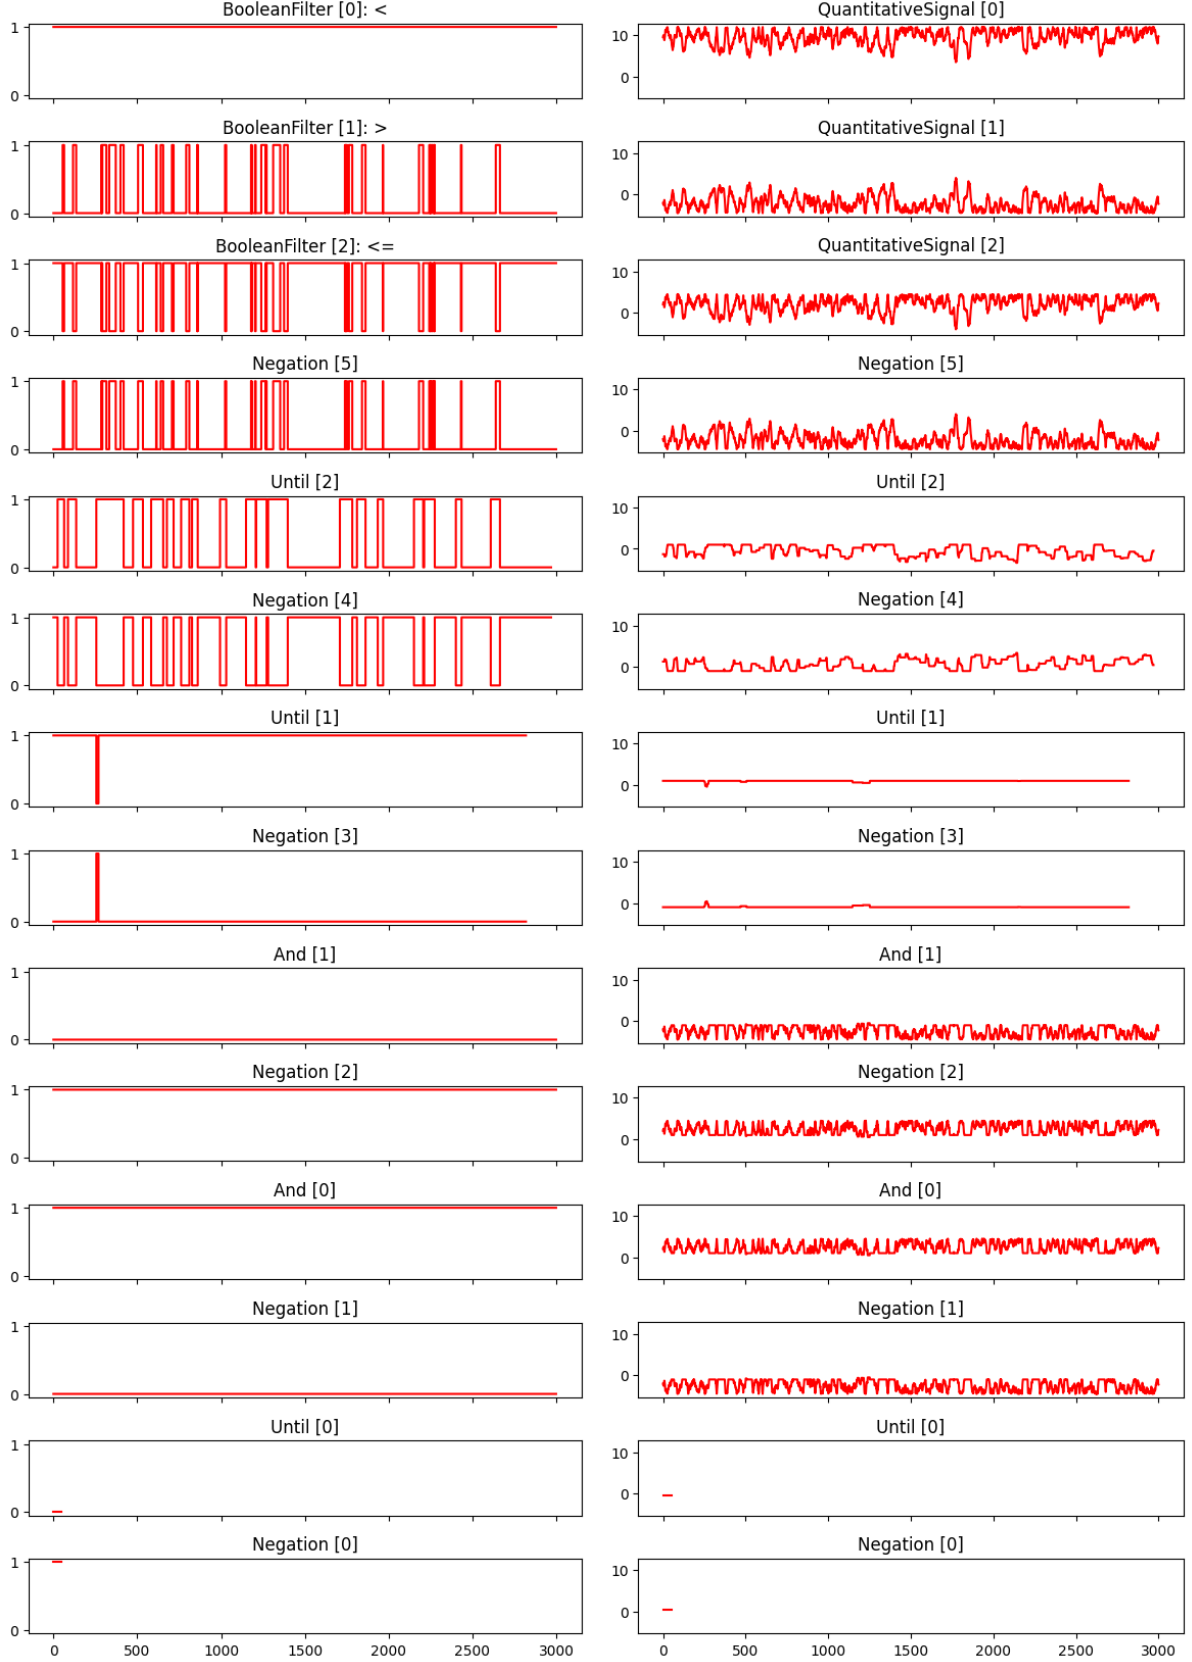 BooleanFilter [0]: <
QuantitativeSignal [0]
1
0
10
0
BooleanFilter [1]: >
QuantitativeSignal [1]
1
0
10
0
BooleanFilter [2]: <=
QuantitativeSignal [2]
1
0
10
0
Negation [5]
Negation [5]
1
0
10
0
Until [2]
Until [2]
1
0
10
0
Negation [4]
Negation [4]
1
0
10
0
Until [1]
Until [1]
1
0
10
0
Negation [3]
Negation [3]
1
0
10
0
And [1]
And [1]
1
0
10
0
Negation [2]
Negation [2]
1
0
10
0
And [0]
And [0]
1
0
10
0
Negation [1]
Negation [1]
1
0
10
0
Until [0]
Until [0]
1
0
10
0
Negation [0]
Negation [0]
1
0
10
0
0 500 1000 1500 2000 2500 3000
0 500 1000 1500 2000 2500 3000